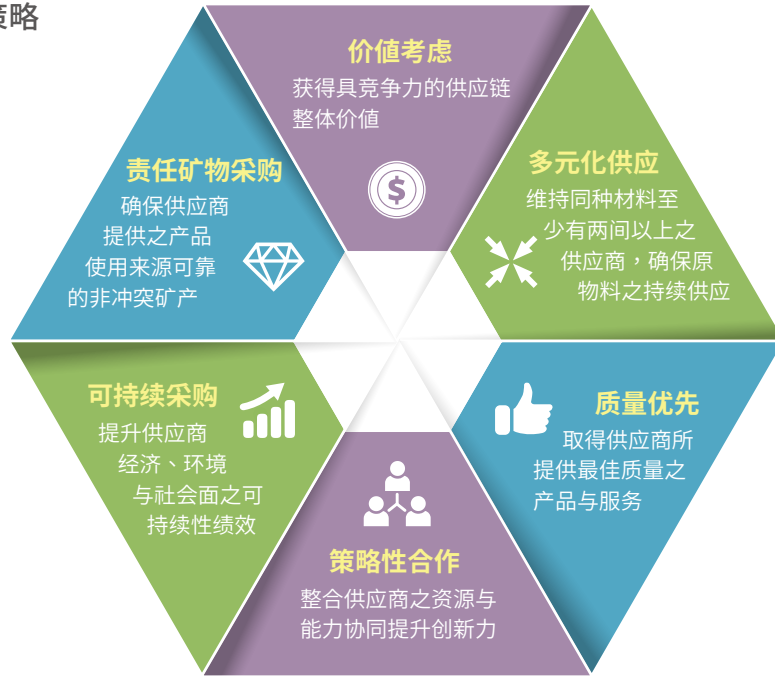 策略
价值考虑
获得具竞争力的供应链
整体价值
多元化供应
维持同种材料至
少有两间以上之
供应商，确保原
物料之持续供应
质量优先
取得供应商所
提供最佳质量之
产品与服务
策略性合作
整合供应商之资源与
能力协同提升创新力
可持续采购
提升供应商
经济、环境
与社会面之可
持续性绩效
责任矿物采购
确保供应商
提供之产品
使用来源可靠
的非冲突矿产
$